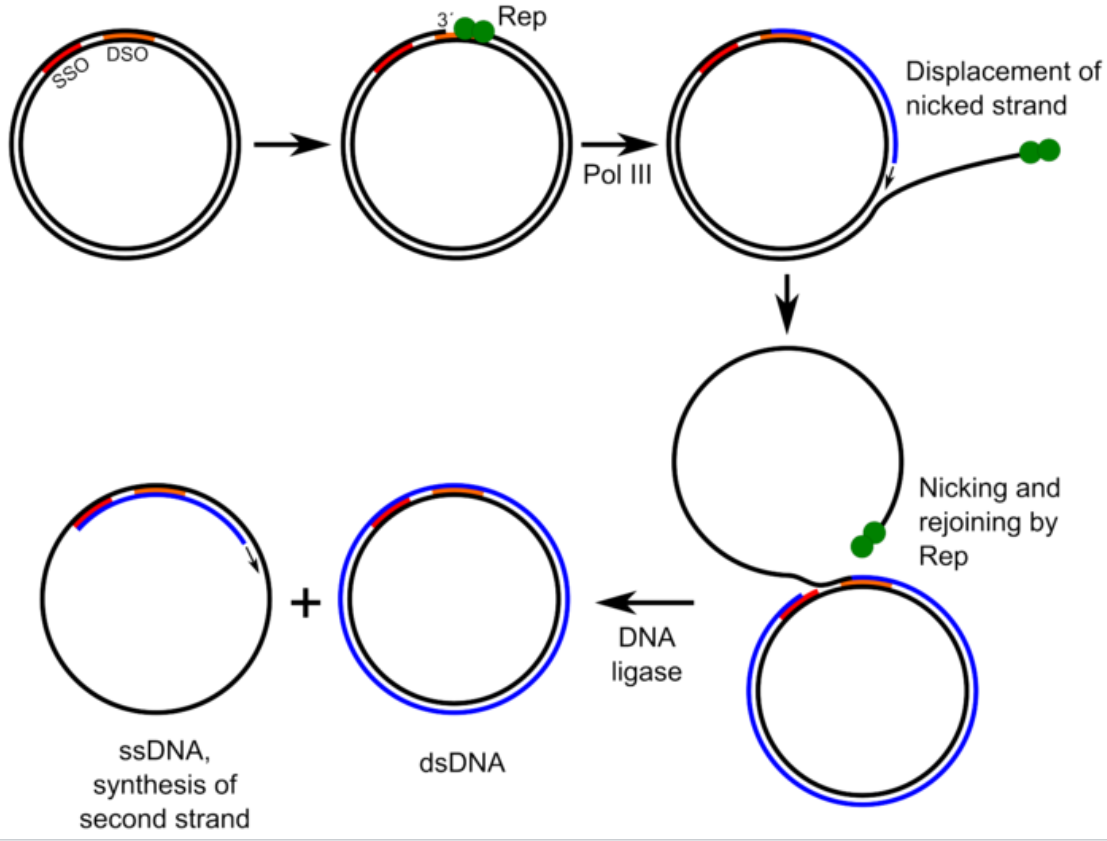 SSO
DSO
3´
Rep
Pol III
Displacement of
nicked strand
Nicking and
rejoining by
Rep
DNA
ligase
+
dsDNA
ssDNA,
synthesis of
second strand